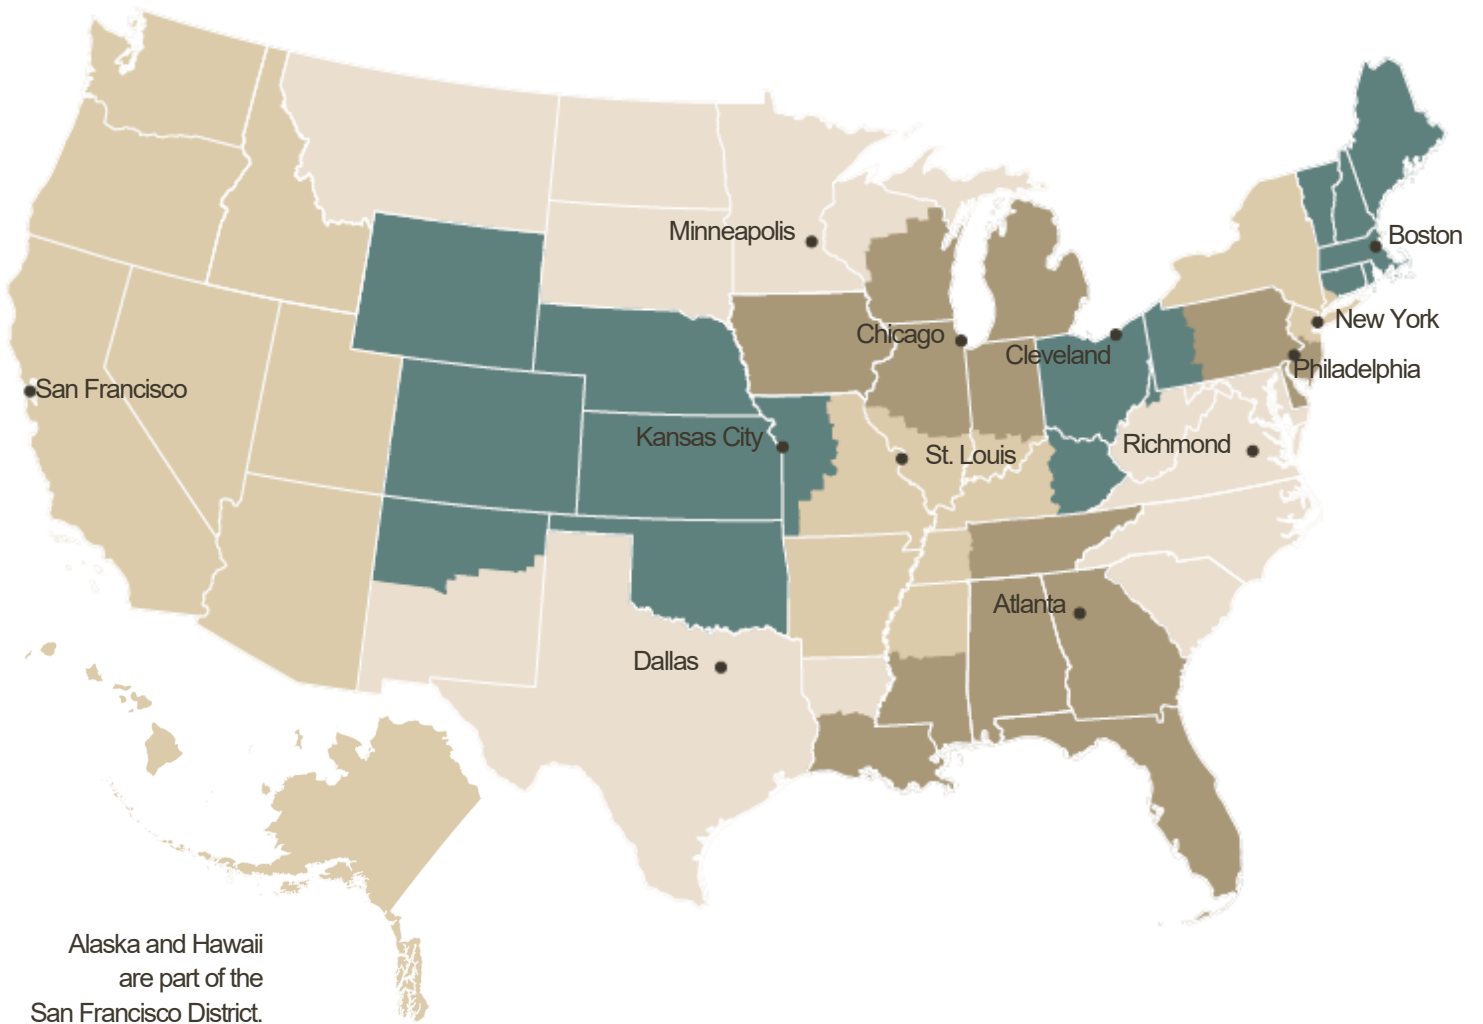 Minneapolis
Boston
New York
Chicago
Cleveland
Philadelphia
San Francisco
Kansas City
Richmond
St. Louis
Atlanta
Dallas
Alaska and Hawaii
are part of the
San Francisco District.